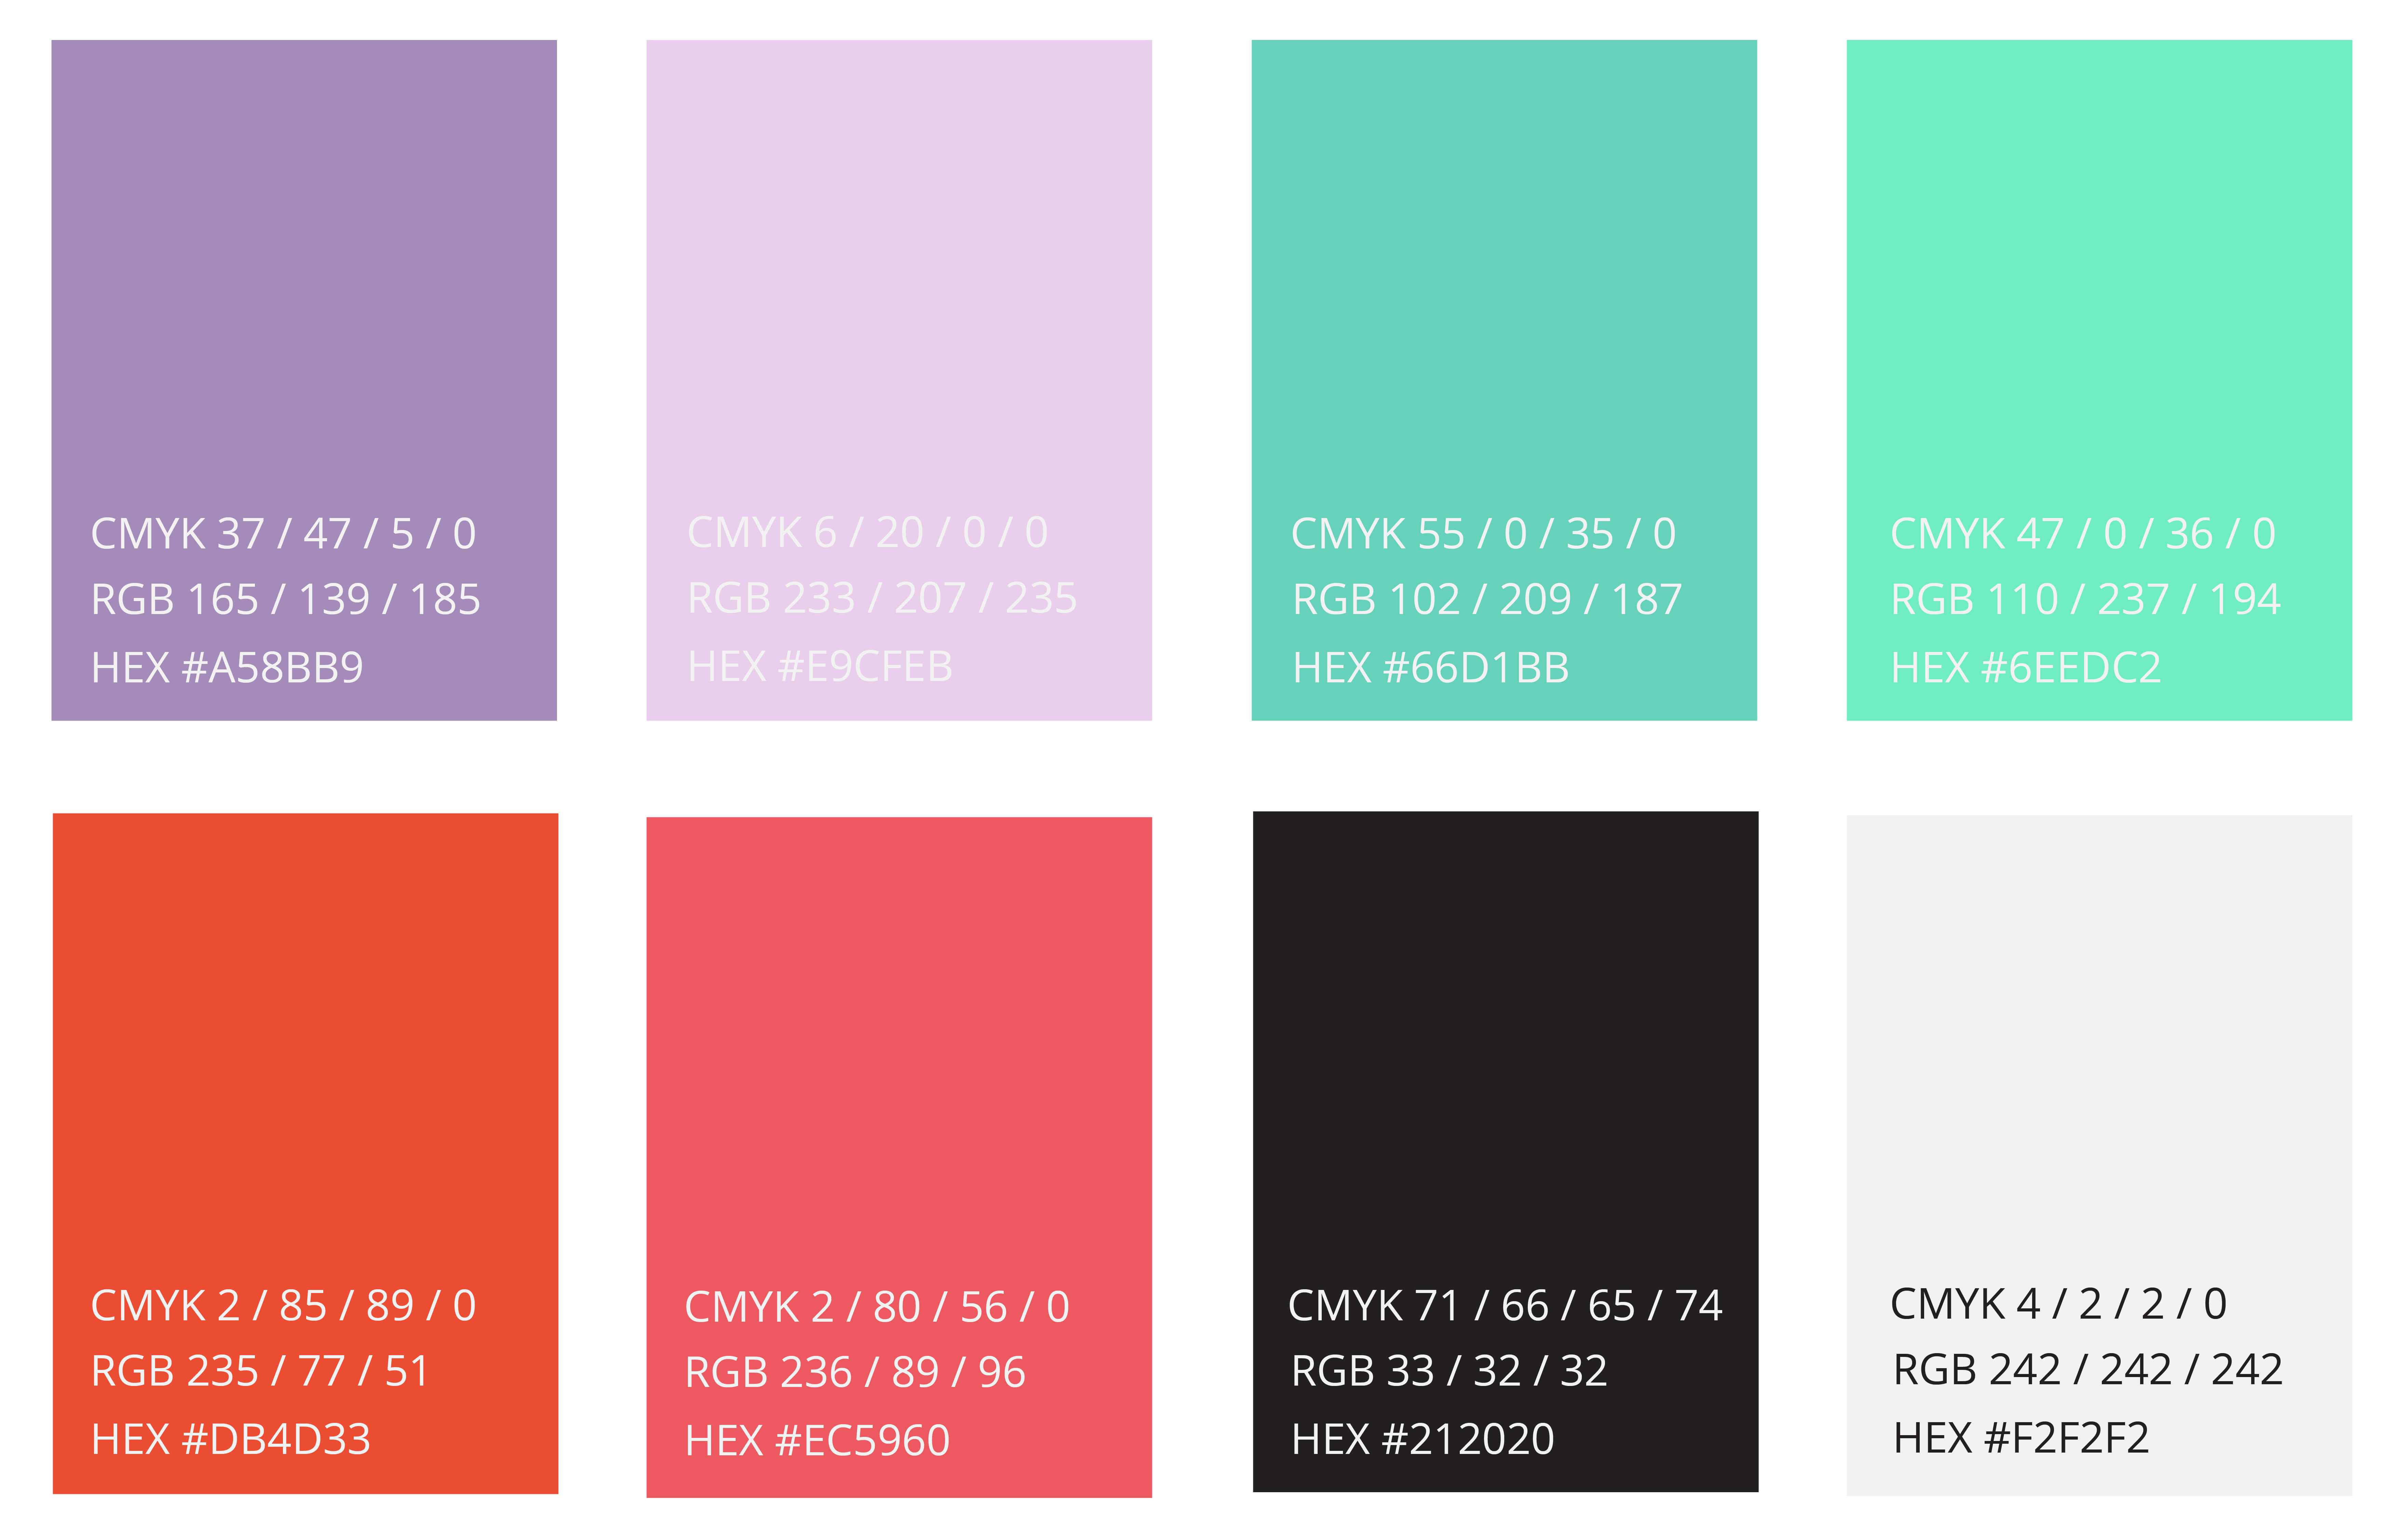 CMYK 37 / 47 / 5 / 0
RGB 165 / 139 / 185
HEX #A58BB9
CMYK 6 / 20 / 0 / 0
RGB 233 / 207 / 235
HEX #E9CFEB
CMYK 55 / 0 / 35 / 0
RGB 102 / 209 / 187
HEX #66D1BB
CMYK 47 / 0 / 36 / 0
RGB 110 / 237 / 194
HEX #6EEDC2
CMYK 2 / 85 / 89 / 0
RGB 235 / 77 / 51
HEX #DB4D33
CMYK 2 / 80 / 56 / 0
RGB 236 / 89 / 96
HEX #EC5960
CMYK 71 / 66 / 65 / 74
RGB 33 / 32 / 32
HEX #212020
CMYK 4 / 2 / 2 / 0
RGB 242 / 242 / 242
HEX #F2F2F2